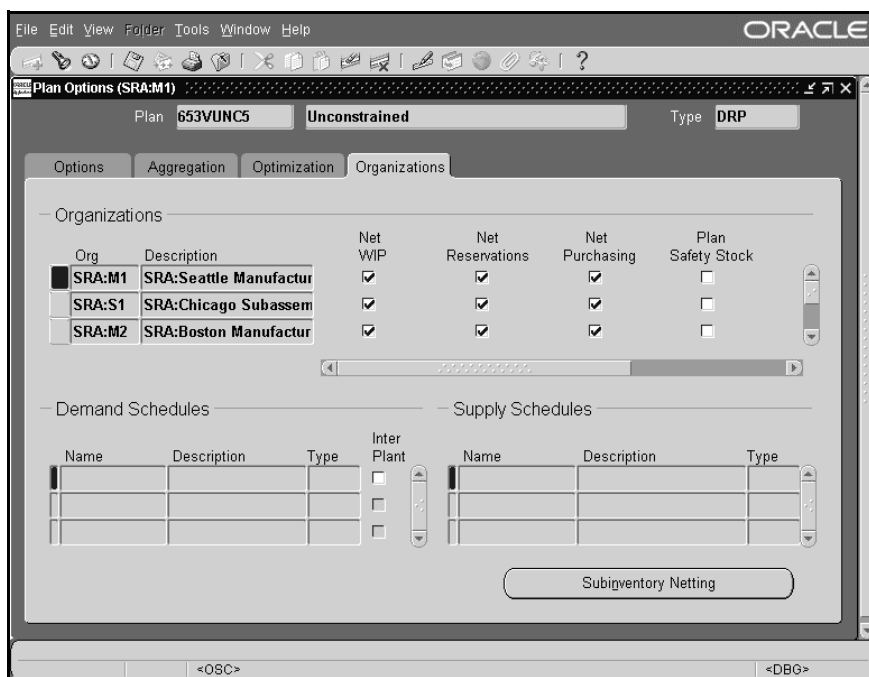 File Edit View Folder Tools Window Help ORACLE
Plan Options (SRA:M1)
Plan 653VUNC5 Unconstrained Type DRP
Options Aggregation Optimization Organizations
Organizations
Net Net Net Plan
Org Description WIP Reservations Purchasing Safety Stock
SRA:M1 SRA:Seattle Manufactur
SRA:S1 SRA:Chicago Subassem
SRA:M2 SRA:Boston Manufactur
Demand Schedules Supply Schedules
Inter
Name Description Type Plant Name Description Type
Subinventory Netting
<OSC> <DBG>